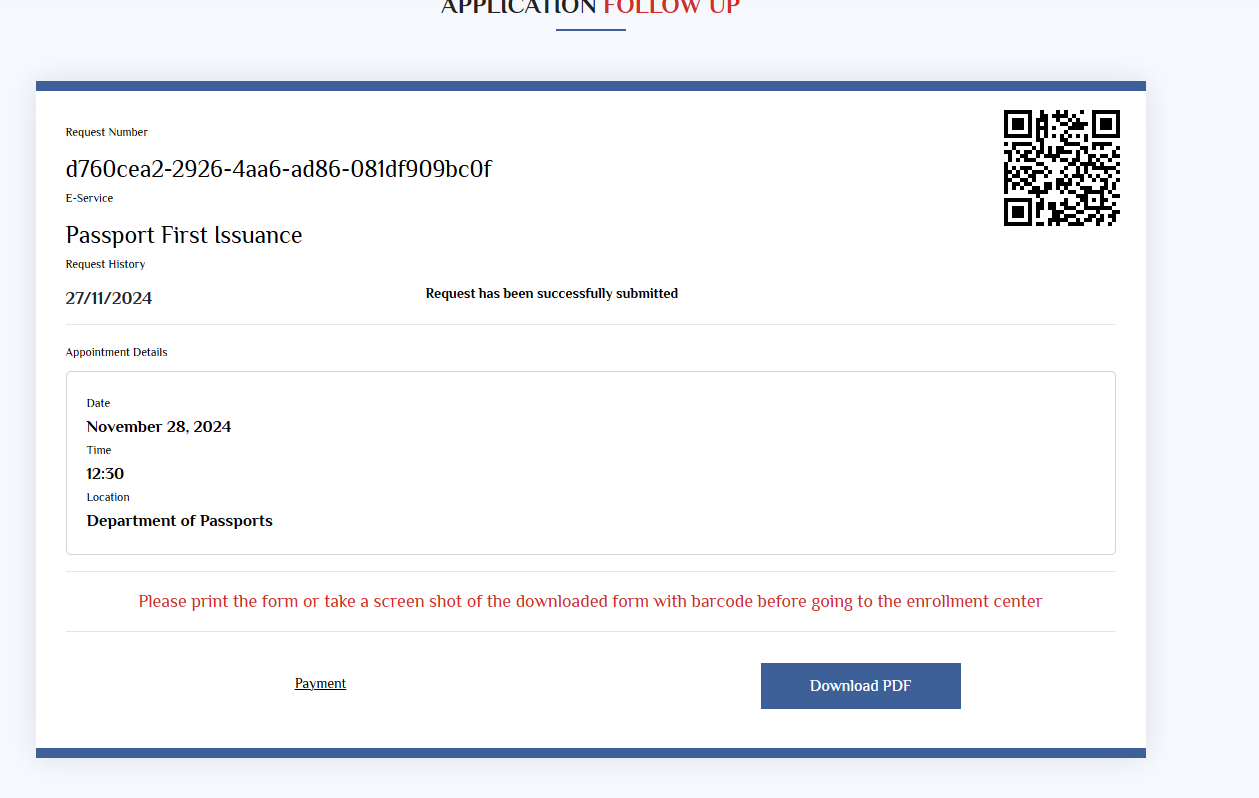 APPLICATION FOLLOW UP
Request Number
d760cea2-2926-4aa6-ad86-081df909bc0f
E-Service
Passport First Issuance
Request History
27/11/2024 Request has been successfully submitted
Appointment Details
Date
November 28, 2024
Time
12:30
Location
Department of Passports
Please print the form or take a screen shot of the downloaded form with barcode before going to the enrollment center
Payment Download PDF